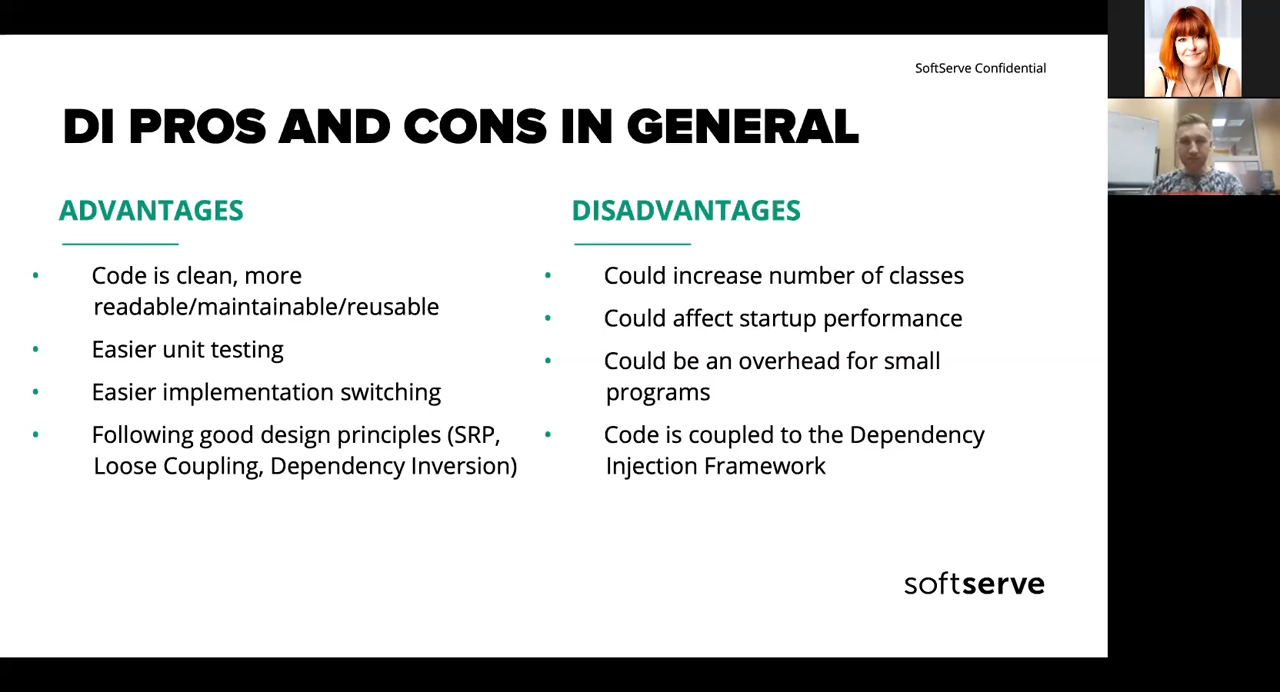 SoftServe Confidential
DI PROS AND CONS IN GENERAL
ADVANTAGES
• Code is clean, more
readable/maintainable/reusable
• Easier unit testing
• Easier implementation switching
• Following good design principles (SRP,
Loose Coupling, Dependency Inversion)
DISADVANTAGES
• Could increase number of classes
• Could affect startup performance
• Could be an overhead for small
programs
• Code is coupled to the Dependency
Injection Framework
softserve